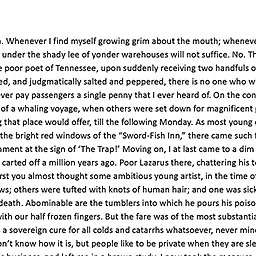 . Whenever I find myself growing grim about the mouth; wheneve
under the shady lee of yonder warehouses will not suffice. No. Th
e poor poet of Tennessee, upon suddenly receiving two handfuls o
ed, and judgmatically salted and peppered, there is no one who w
ver pay passengers a single penny that I ever heard of. On the con
of a whaling voyage, when others were set down for magnificent
g that place would offer, till the following Monday. As most young
the bright red windows of the “Sword-Fish Inn,” there came such f
nment at the sign of ‘The Trap!’ Moving on, I at last came to a dim
carted off a million years ago. Poor Lazarus there, chattering his te
rst you almost thought some ambitious young artist, in the time of
ws; others were tufted with knots of human hair; and one was sick
death. Abominable are the tumblers into which he pours his poiso
with our half frozen fingers. But the fare was of the most substantia
s a sovereign cure for all colds and catarrhs whatsoever, never mind
on’t know how it is, but people like to be private when they are sle